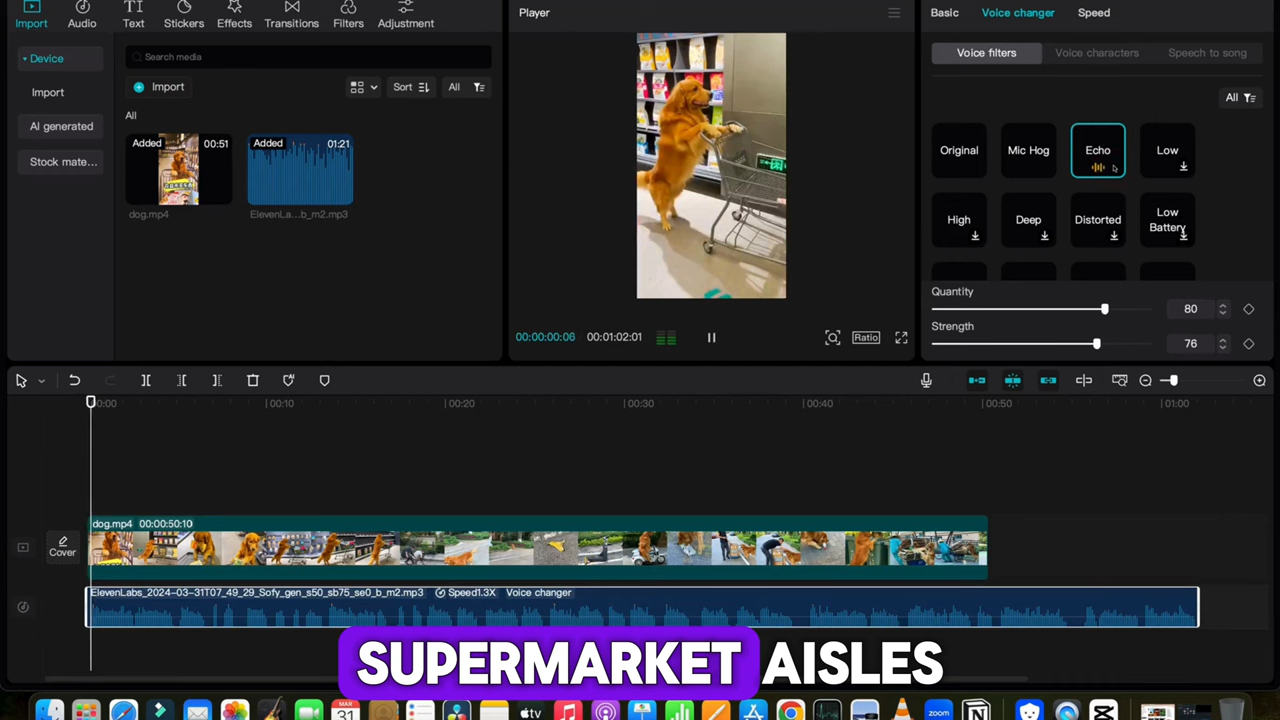 Import
Audio
Text
Stickers
Effects
Transitions
Filters
Adjustment
Device
Import
AI generated
Stock mate...
Search media
Import
Sort
All
All
Added
00:51
dog.mp4
Added
01:21
ElevenLa...b_m2.mp3
Player
00:00:00:06
00:01:02:01
Ratio
Basic
Voice changer
Speed
Voice filters
Voice characters
Speech to song
All
Original
Mic Hog
Echo
Low
High
Deep
Distorted
Low
Battery
Quantity
80
Strength
76
00:00
00:10
00:20
00:30
00:40
00:50
01:00
Cover
dog.mp4 00:00:50:10
ElevenLabs_2024-03-31T07_49_29_Sofy_gen_s50_sb75_se0_b_m2.mp3 Speed1.3X Voice changer
SUPERMARKET AISLES
MAR
31
tv
zoom